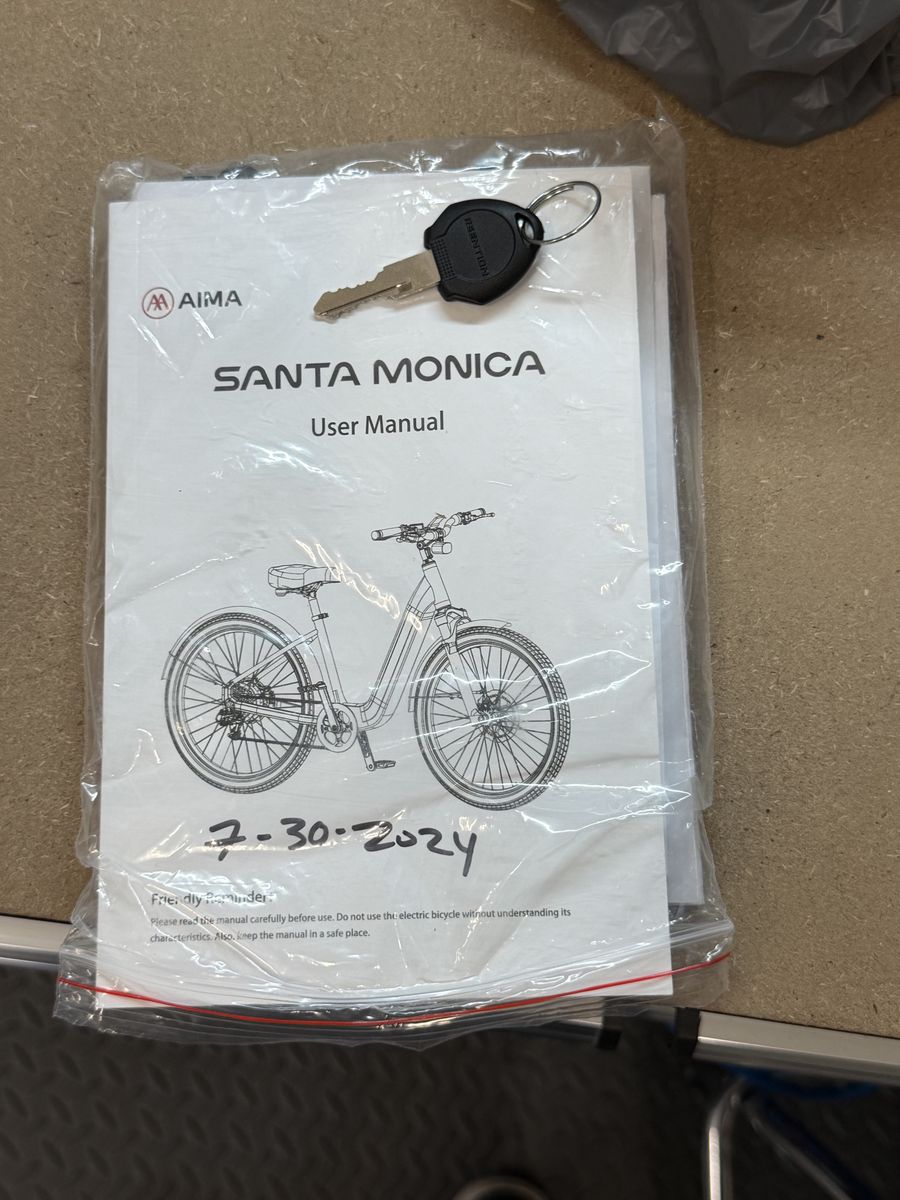 AIMA
SANTA MONICA
User Manual
7-30-2024
Friendly Reminder:
Please read the manual carefully before use. Do not use the electric bicycle without understanding its
characteristics. Also, keep the manual in a safe place.